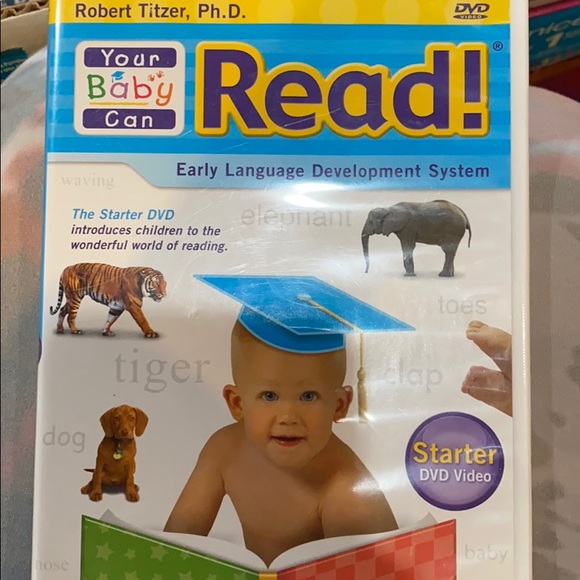 Robert Titzer, Ph.D.
DVD
VIDEO
Your
Baby
Can
Read!®
Early Language Development System
waving
The Starter DVD
introduces children to the
wonderful world of reading.
elephant
toes
tiger
clap
dog
Starter
DVD Video
nose
baby